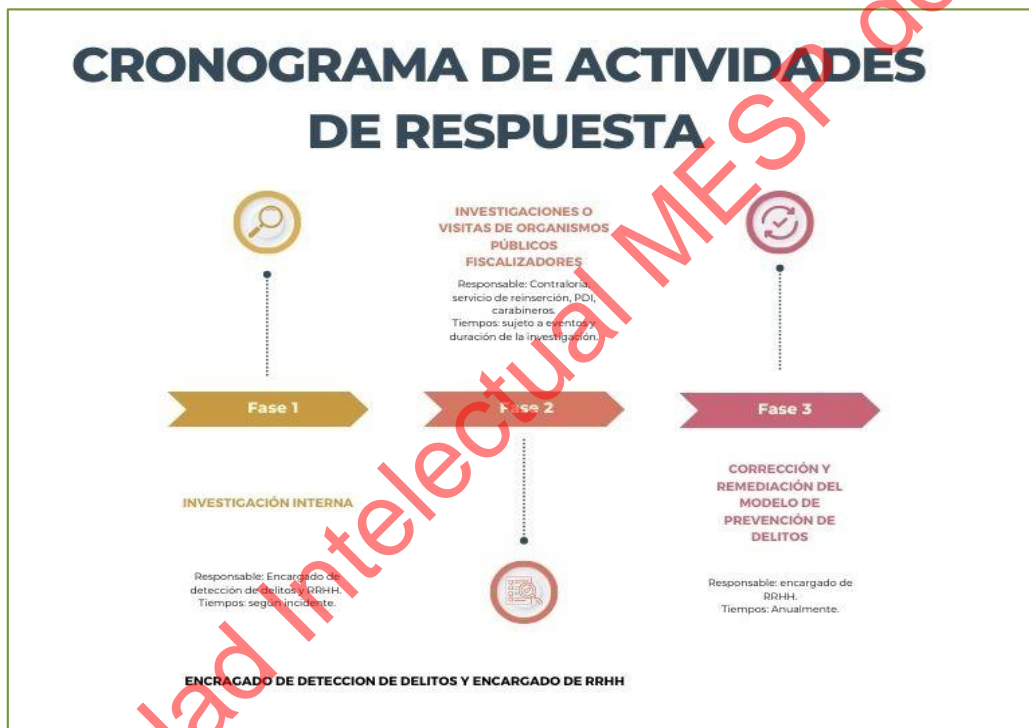 CRONOGRAMA DE ACTIVIDADES
DE RESPUESTA
INVESTIGACIONES O
VISITAS DE ORGANISMOS
PÚBLICOS
FISCALIZADORES
Responsable: Contraloría,
servicio de reinserción, PDI,
carabineros.
Tiempos: sujeto a eventos y
duración de la investigación.
Fase 1
Fase 2
Fase 3
INVESTIGACIÓN INTERNA
Responsable: Encargado de
detección de delitos y RRHH.
Tiempos: según incidente.
CORRECCIÓN Y
REMEDIACIÓN DEL
MODELO DE
PREVENCIÓN DE
DELITOS
Responsable: encargado de
RRHH.
Tiempos: Anualmente.
ENCRAGADO DE DETECCION DE DELITOS Y ENCARGADO DE RRHH
Intelectual MESP